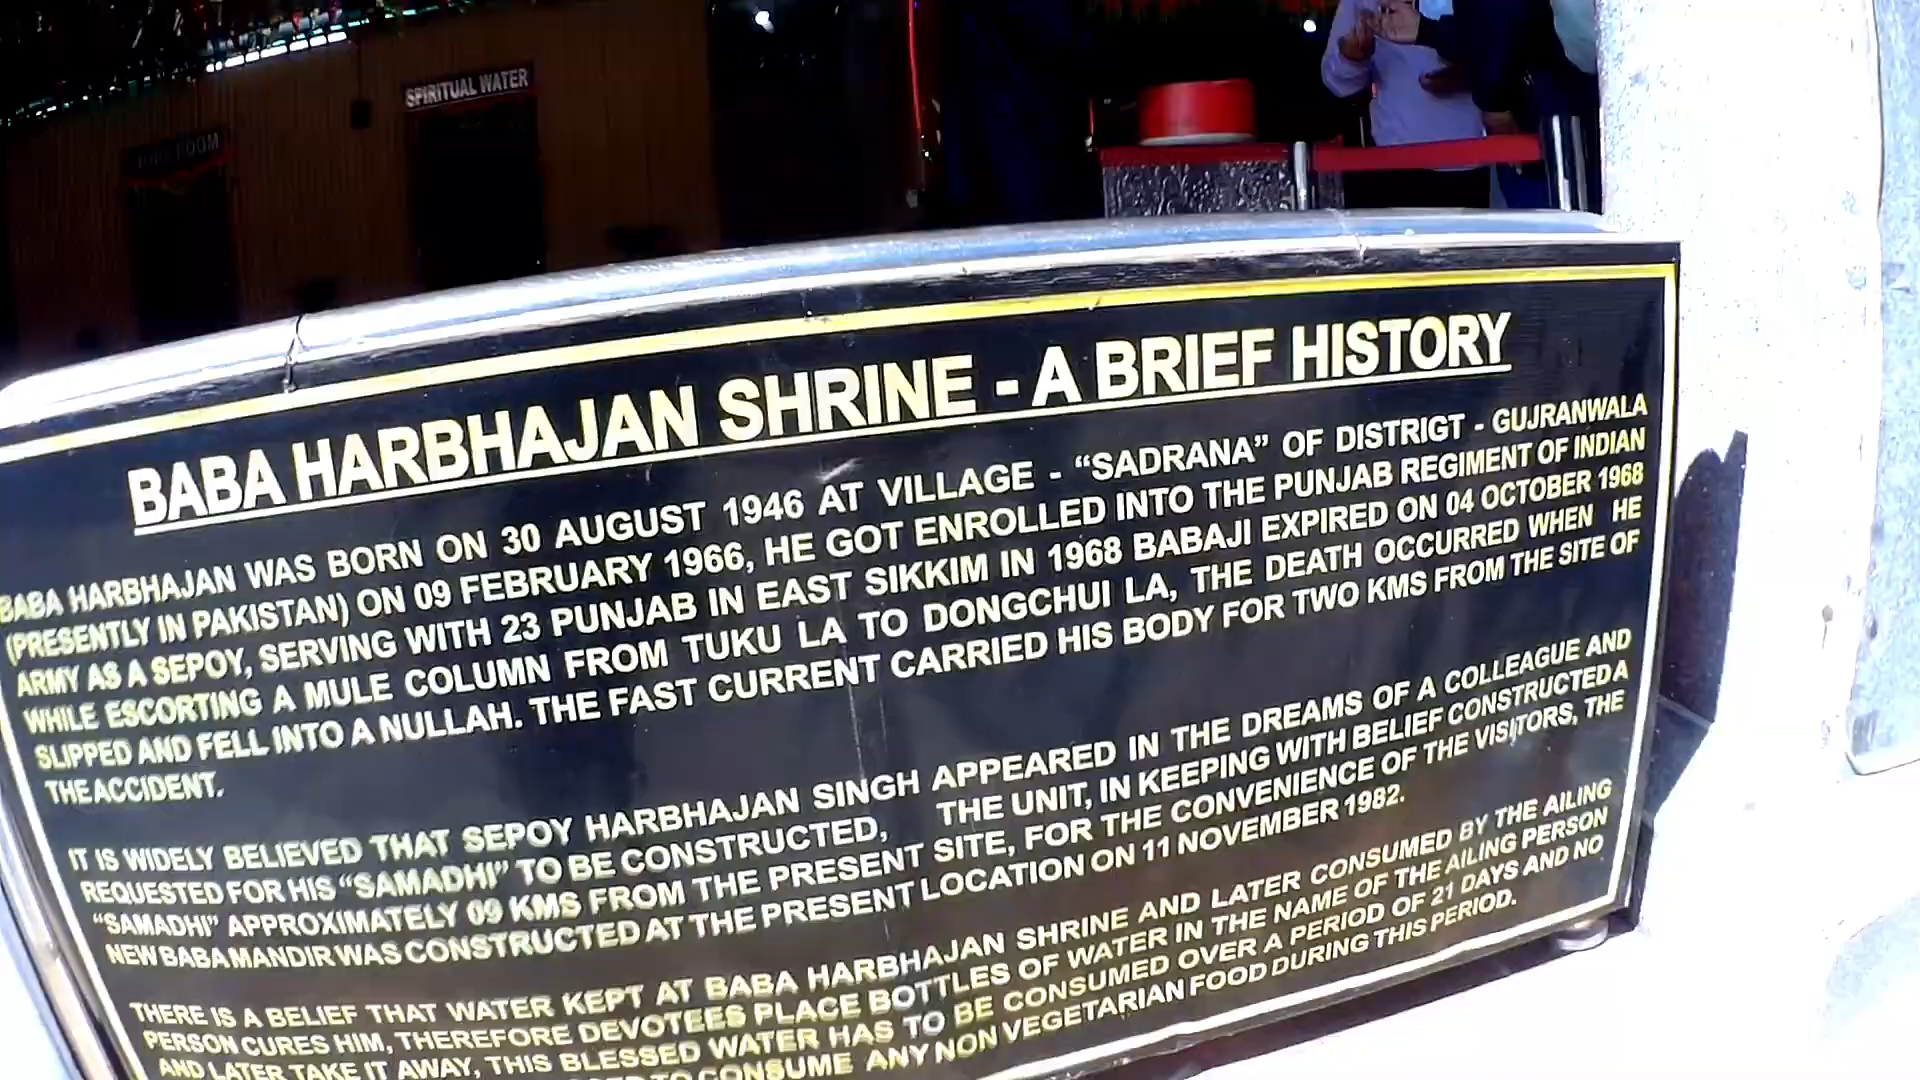 SPIRITUAL WATER
ROOM
BABA HARBHAJAN SHRINE - A BRIEF HISTORY
BABA HARBHAJAN WAS BORN ON 30 AUGUST 1946 AT VILLAGE - “SADRANA” OF DISTRIGT - GUJRANWALA
(PRESENTLY IN PAKISTAN) ON 09 FEBRUARY 1966, HE GOT ENROLLED INTO THE PUNJAB REGIMENT OF INDIAN
ARMY AS A SEPOY, SERVING WITH 23 PUNJAB IN EAST SIKKIM IN 1968 BABAJI EXPIRED ON 04 OCTOBER 1968
WHILE ESCORTING A MULE COLUMN FROM TUKU LA TO DONGCHUI LA, THE DEATH OCCURRED WHEN HE
SLIPPED AND FELL INTO A NULLAH. THE FAST CURRENT CARRIED HIS BODY FOR TWO KMS FROM THE SITE OF
THE ACCIDENT.
IT IS WIDELY BELIEVED THAT SEPOY HARBHAJAN SINGH APPEARED IN THE DREAMS OF A COLLEAGUE AND
REQUESTED FOR HIS “SAMADHI” TO BE CONSTRUCTED, THE UNIT, IN KEEPING WITH BELIEF CONSTRUCTED A
“SAMADHI” APPROXIMATELY 09 KMS FROM THE PRESENT SITE, FOR THE CONVENIENCE OF THE VISITORS, THE
NEW BABA MANDIR WAS CONSTRUCTED AT THE PRESENT LOCATION ON 11 NOVEMBER 1982.
THERE IS A BELIEF THAT WATER KEPT AT BABA HARBHAJAN SHRINE AND LATER CONSUMED BY THE AILING
PERSON CURES HIM, THEREFORE DEVOTEES PLACE BOTTLES OF WATER IN THE NAME OF THE AILING PERSON
AND LATER TAKE IT AWAY, THIS BLESSED WATER HAS TO BE CONSUMED OVER A PERIOD OF 21 DAYS AND NO
TO CONSUME ANY NON VEGETARIAN FOOD DURING THIS PERIOD.